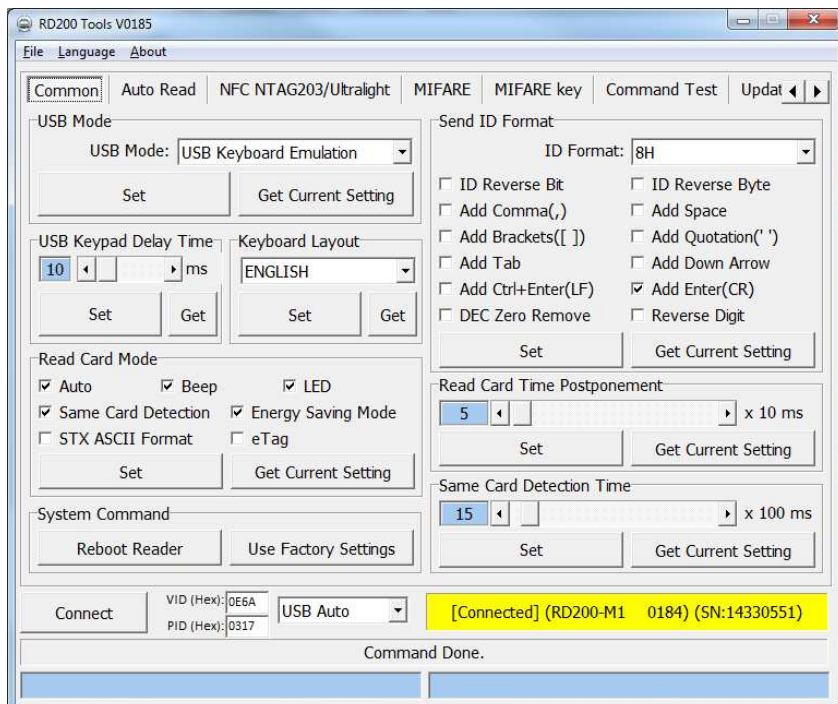 RD200 Tools V0185
File Language About
Common Auto Read NFC NTAG203/Ultralight MIFARE MIFARE key Command Test Updat
USB Mode
USB Mode: USB Keyboard Emulation
Set Get Current Setting
USB Keypad Delay Time
10 ms
Set Get
Keyboard Layout
ENGLISH
Set Get
Read Card Mode
Auto Beep LED
Same Card Detection Energy Saving Mode
STX ASCII Format eTag
Set Get Current Setting
System Command
Reboot Reader Use Factory Settings
Send ID Format
ID Format: 8H
ID Reverse Bit ID Reverse Byte
Add Comma(,) Add Space
Add Brackets([ ]) Add Quotation(' ')
Add Tab Add Down Arrow
Add Ctrl+Enter(LF) Add Enter(CR)
DEC Zero Remove Reverse Digit
Set Get Current Setting
Read Card Time Postponement
5 x 10 ms
Set Get Current Setting
Same Card Detection Time
15 x 100 ms
Set Get Current Setting
Connect
VID (Hex): 0E6A
PID (Hex): 0317
USB Auto
[Connected] (RD200-M1 0184) (SN:14330551)
Command Done.